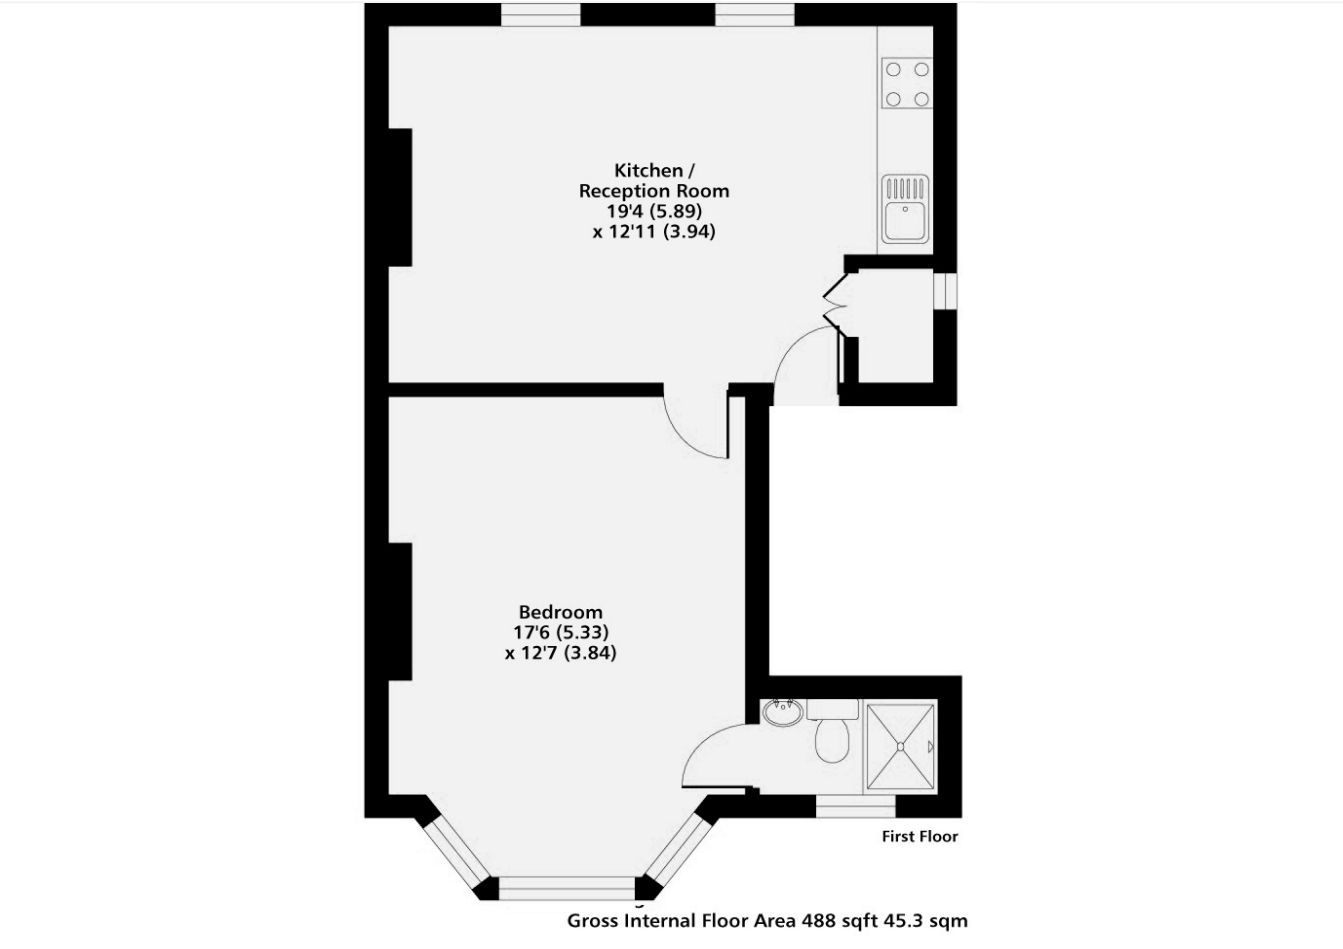 Kitchen /
Reception Room
19'4 (5.89)
x 12'11 (3.94)
Bedroom
17'6 (5.33)
x 12'7 (3.84)
First Floor
Gross Internal Floor Area 488 sqft 45.3 sqm